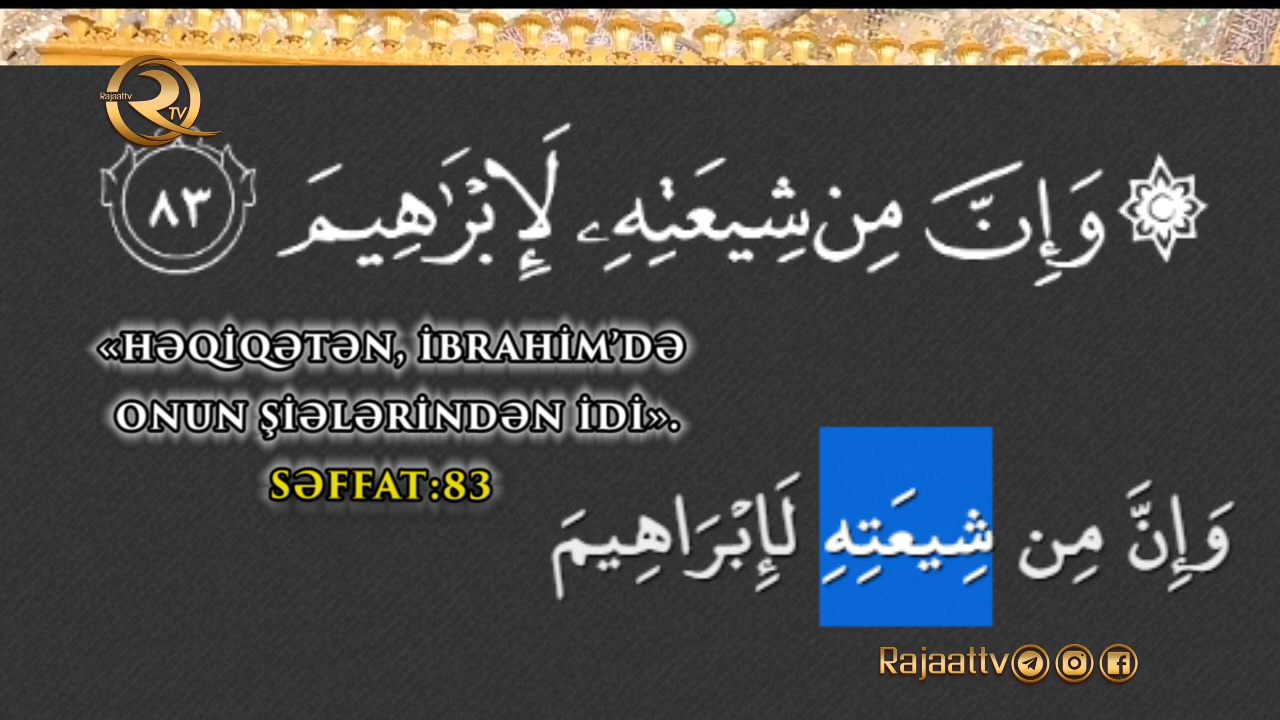 Rajaattv
TV
۞ وَإِنَّ مِن شِيعَتِهِۦ لَإِبْرَٰهِيمَ ٨٣
«HƏQİQƏTƏN, İBRAHİM’DƏ
ONUN ŞİƏLƏRİNDƏN İDİ».
SƏFFAT:83
وَإِنَّ مِن شِيعَتِهِ لَإِبْرَاهِيمَ
Rajaattv